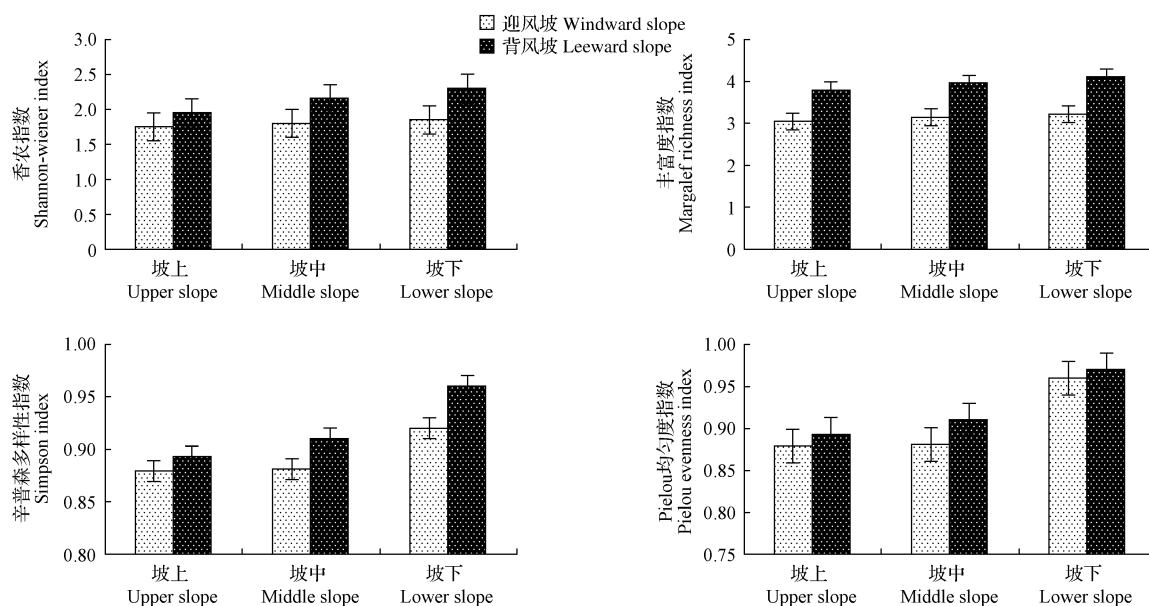 迎风坡 Windward slope
背风坡 Leeward slope
香农指数
Shannon-wiener index
3.0
2.5
2.0
1.5
1.0
0.5
0
坡上
Upper slope
坡中
Middle slope
坡下
Lower slope
丰富度指数
Margalef richness index
5
4
3
2
1
0
坡上
Upper slope
坡中
Middle slope
坡下
Lower slope
辛普森多样性指数
Simpson index
1.00
0.95
0.90
0.85
0.80
坡上
Upper slope
坡中
Middle slope
坡下
Lower slope
Pielou均匀度指数
Pielou evenness index
1.00
0.95
0.90
0.85
0.80
0.75
坡上
Upper slope
坡中
Middle slope
坡下
Lower slope